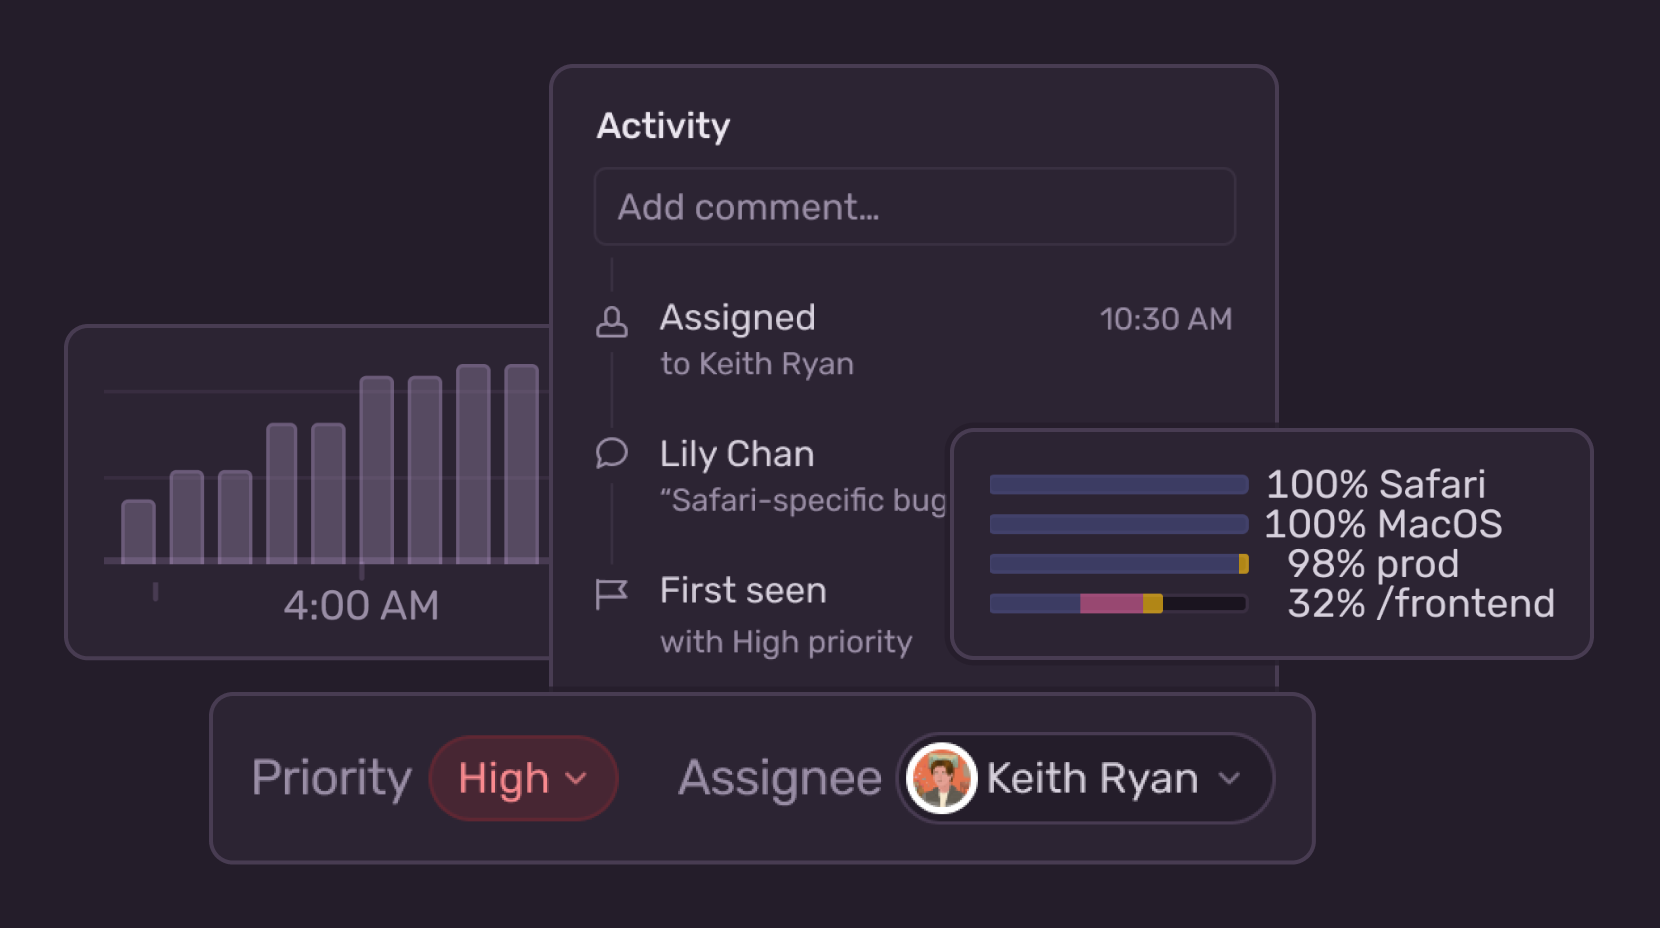 Activity
Add comment…
Assigned
10:30 AM
to Keith Ryan
Lily Chan
“Safari-specific bug
First seen
with High priority
4:00 AM
100% Safari
100% MacOS
98% prod
32% /frontend
Priority
High
Assignee
Keith Ryan